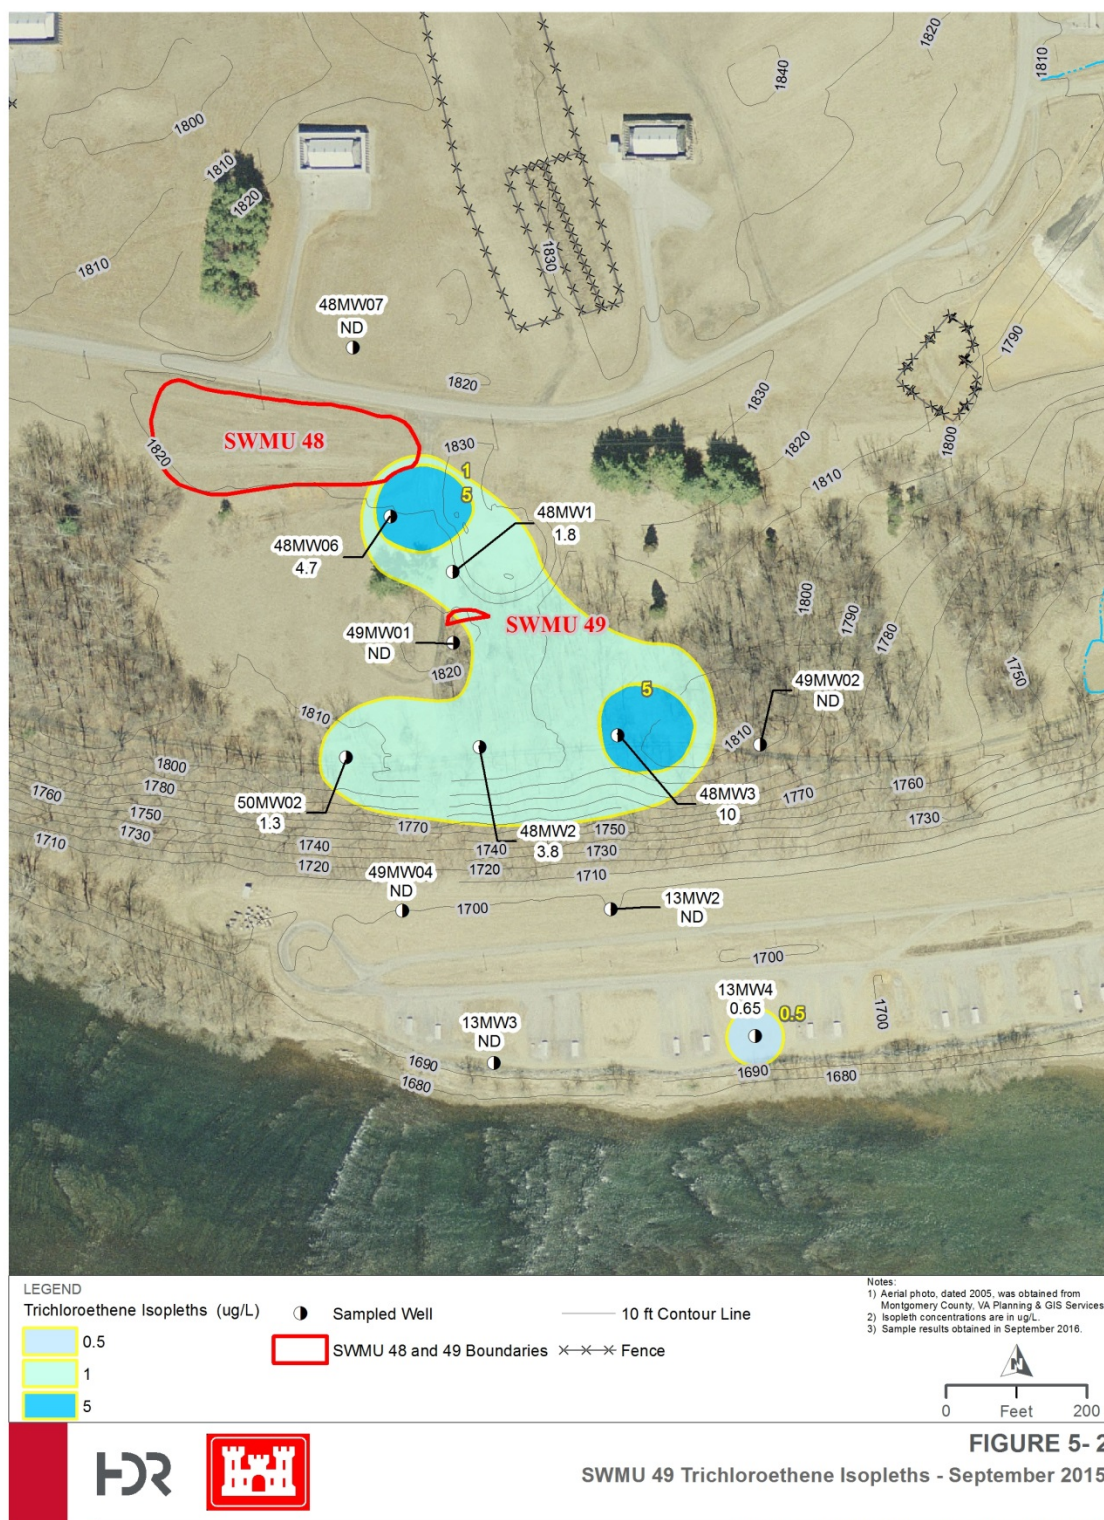 1820
1810
1840
1800
1810
1820
1830
1810
48MW07
ND
1790
1820
1830
1800
1820
SWMU 48
1820
1830
1810
1
5
48MW1
1.8
48MW06
4.7
1800
1790
1780
SWMU 49
49MW01
ND
1820
1750
49MW02
ND
5
1810
1810
1800
1760
1780
1750
1730
1710
50MW02
1.3
1740
1720
1770
48MW2
3.8
1740
1720
1750
1730
1710
48MW3
10
1770
1760
1730
49MW04
ND
1700
13MW2
ND
1700
13MW4
0.65
0.5
1700
13MW3
ND
1690
1680
1690
1680
LEGEND
Trichloroethene Isopleths (ug/L)
0.5
1
5
Sampled Well
SWMU 48 and 49 Boundaries
10 ft Contour Line
Fence
Notes:
1) Aerial photo, dated 2005, was obtained from
Montgomery County, VA Planning & GIS Services
2) Isopleth concentrations are in ug/L.
3) Sample results obtained in September 2016.
N
0 Feet 200
HDR
FIGURE 5- 2
SWMU 49 Trichloroethene Isopleths - September 2015